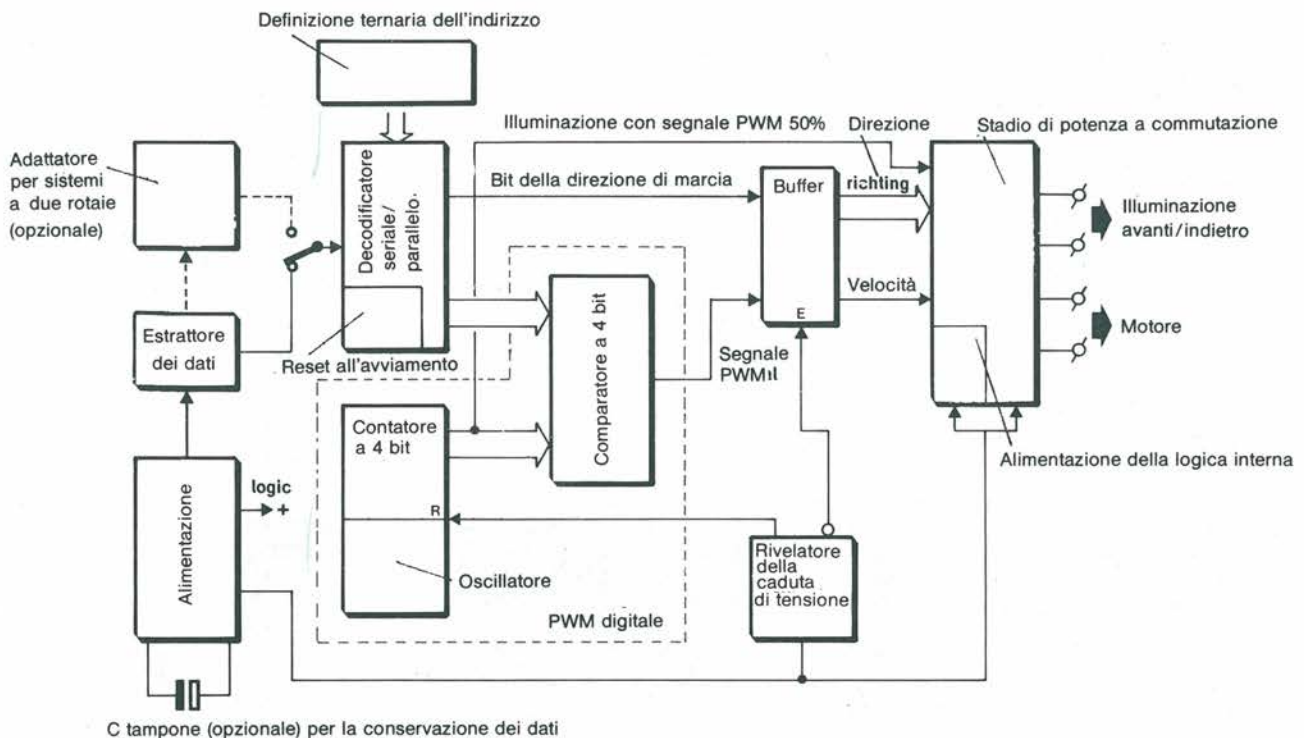 Definizione ternaria dell'indirizzo
Illuminazione con segnale PWM 50%
Direzione
Stadio di potenza a commutazione
Adattatore
per sistemi
a due rotaie
(opzionale)
Decodificatore
seriale/
parallelo.
Bit della direzione di marcia
Buffer
richting
Illuminazione
avanti/indietro
Velocità
E
Motore
Estrattore
dei dati
Reset all'avviamento
Comparatore a 4 bit
Segnale
PWM
Contatore
a 4 bit
Alimentazione della logica interna
logic
+
R
Alimentazione
Oscillatore
Rivelatore
della
caduta
di tensione
PWM digitale
C tampone (opzionale) per la conservazione dei dati